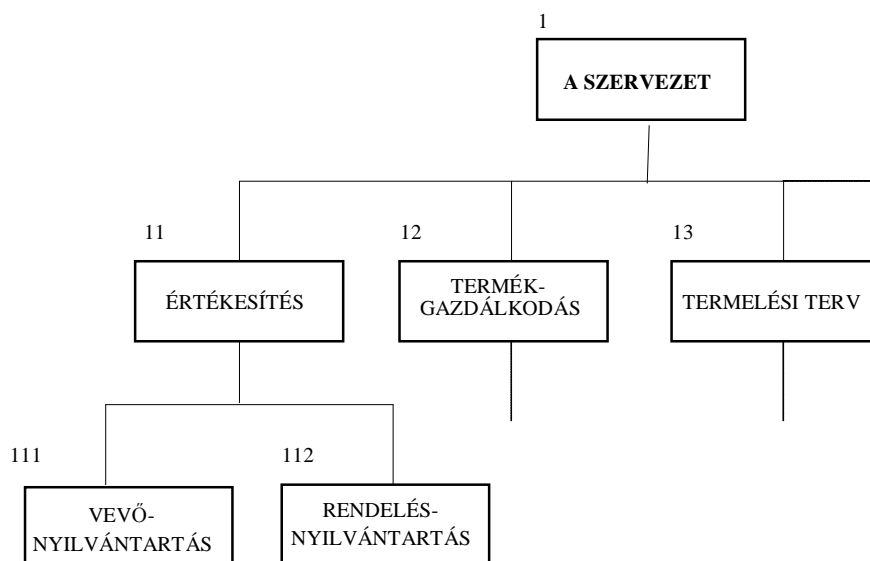 1
A SZERVEZET
11
12
13
ÉRTÉKESÍTÉS
TERMÉK-
GAZDÁLKODÁS
TERMELÉSI TERV
111
112
VEVŐ-
NYILVÁNTARTÁS
RENDELÉS-
NYILVÁNTARTÁS